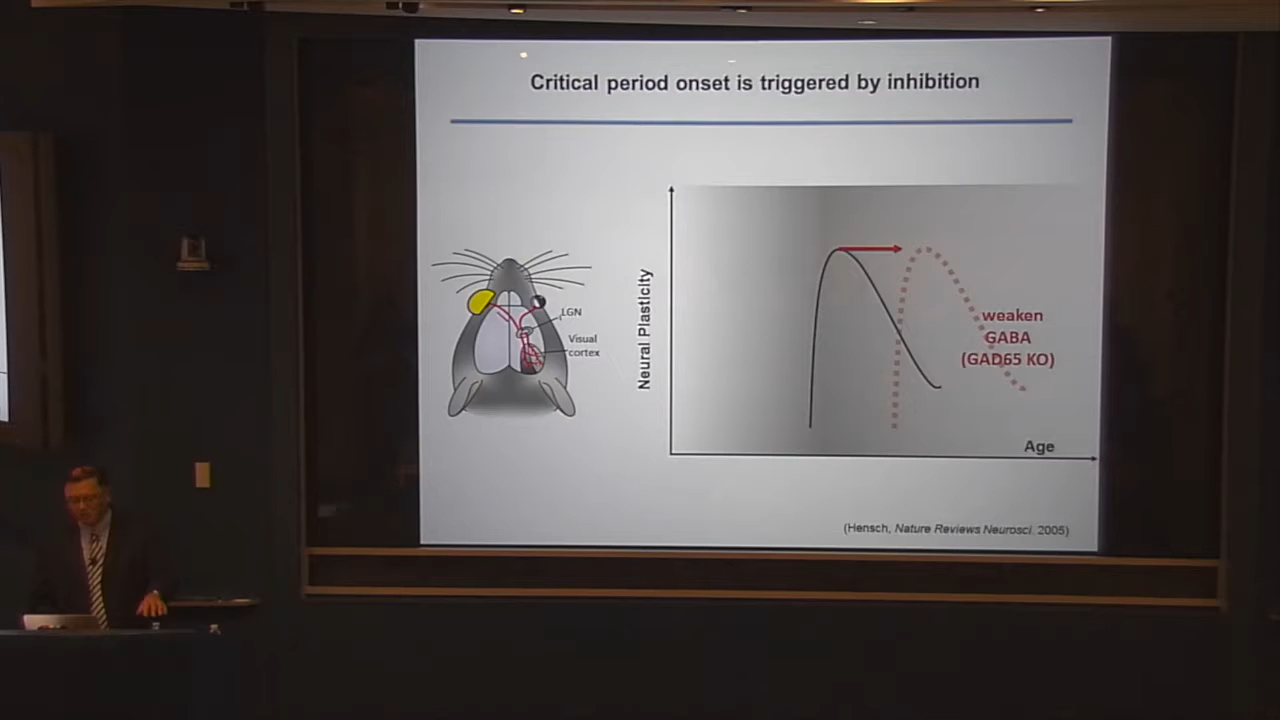 Critical period onset is triggered by inhibition
LGN
Visual
cortex
Neural Plasticity
weaken
GABA
(GAD65 KO)
Age
(Hensch, Nature Reviews Neurosci. 2005)